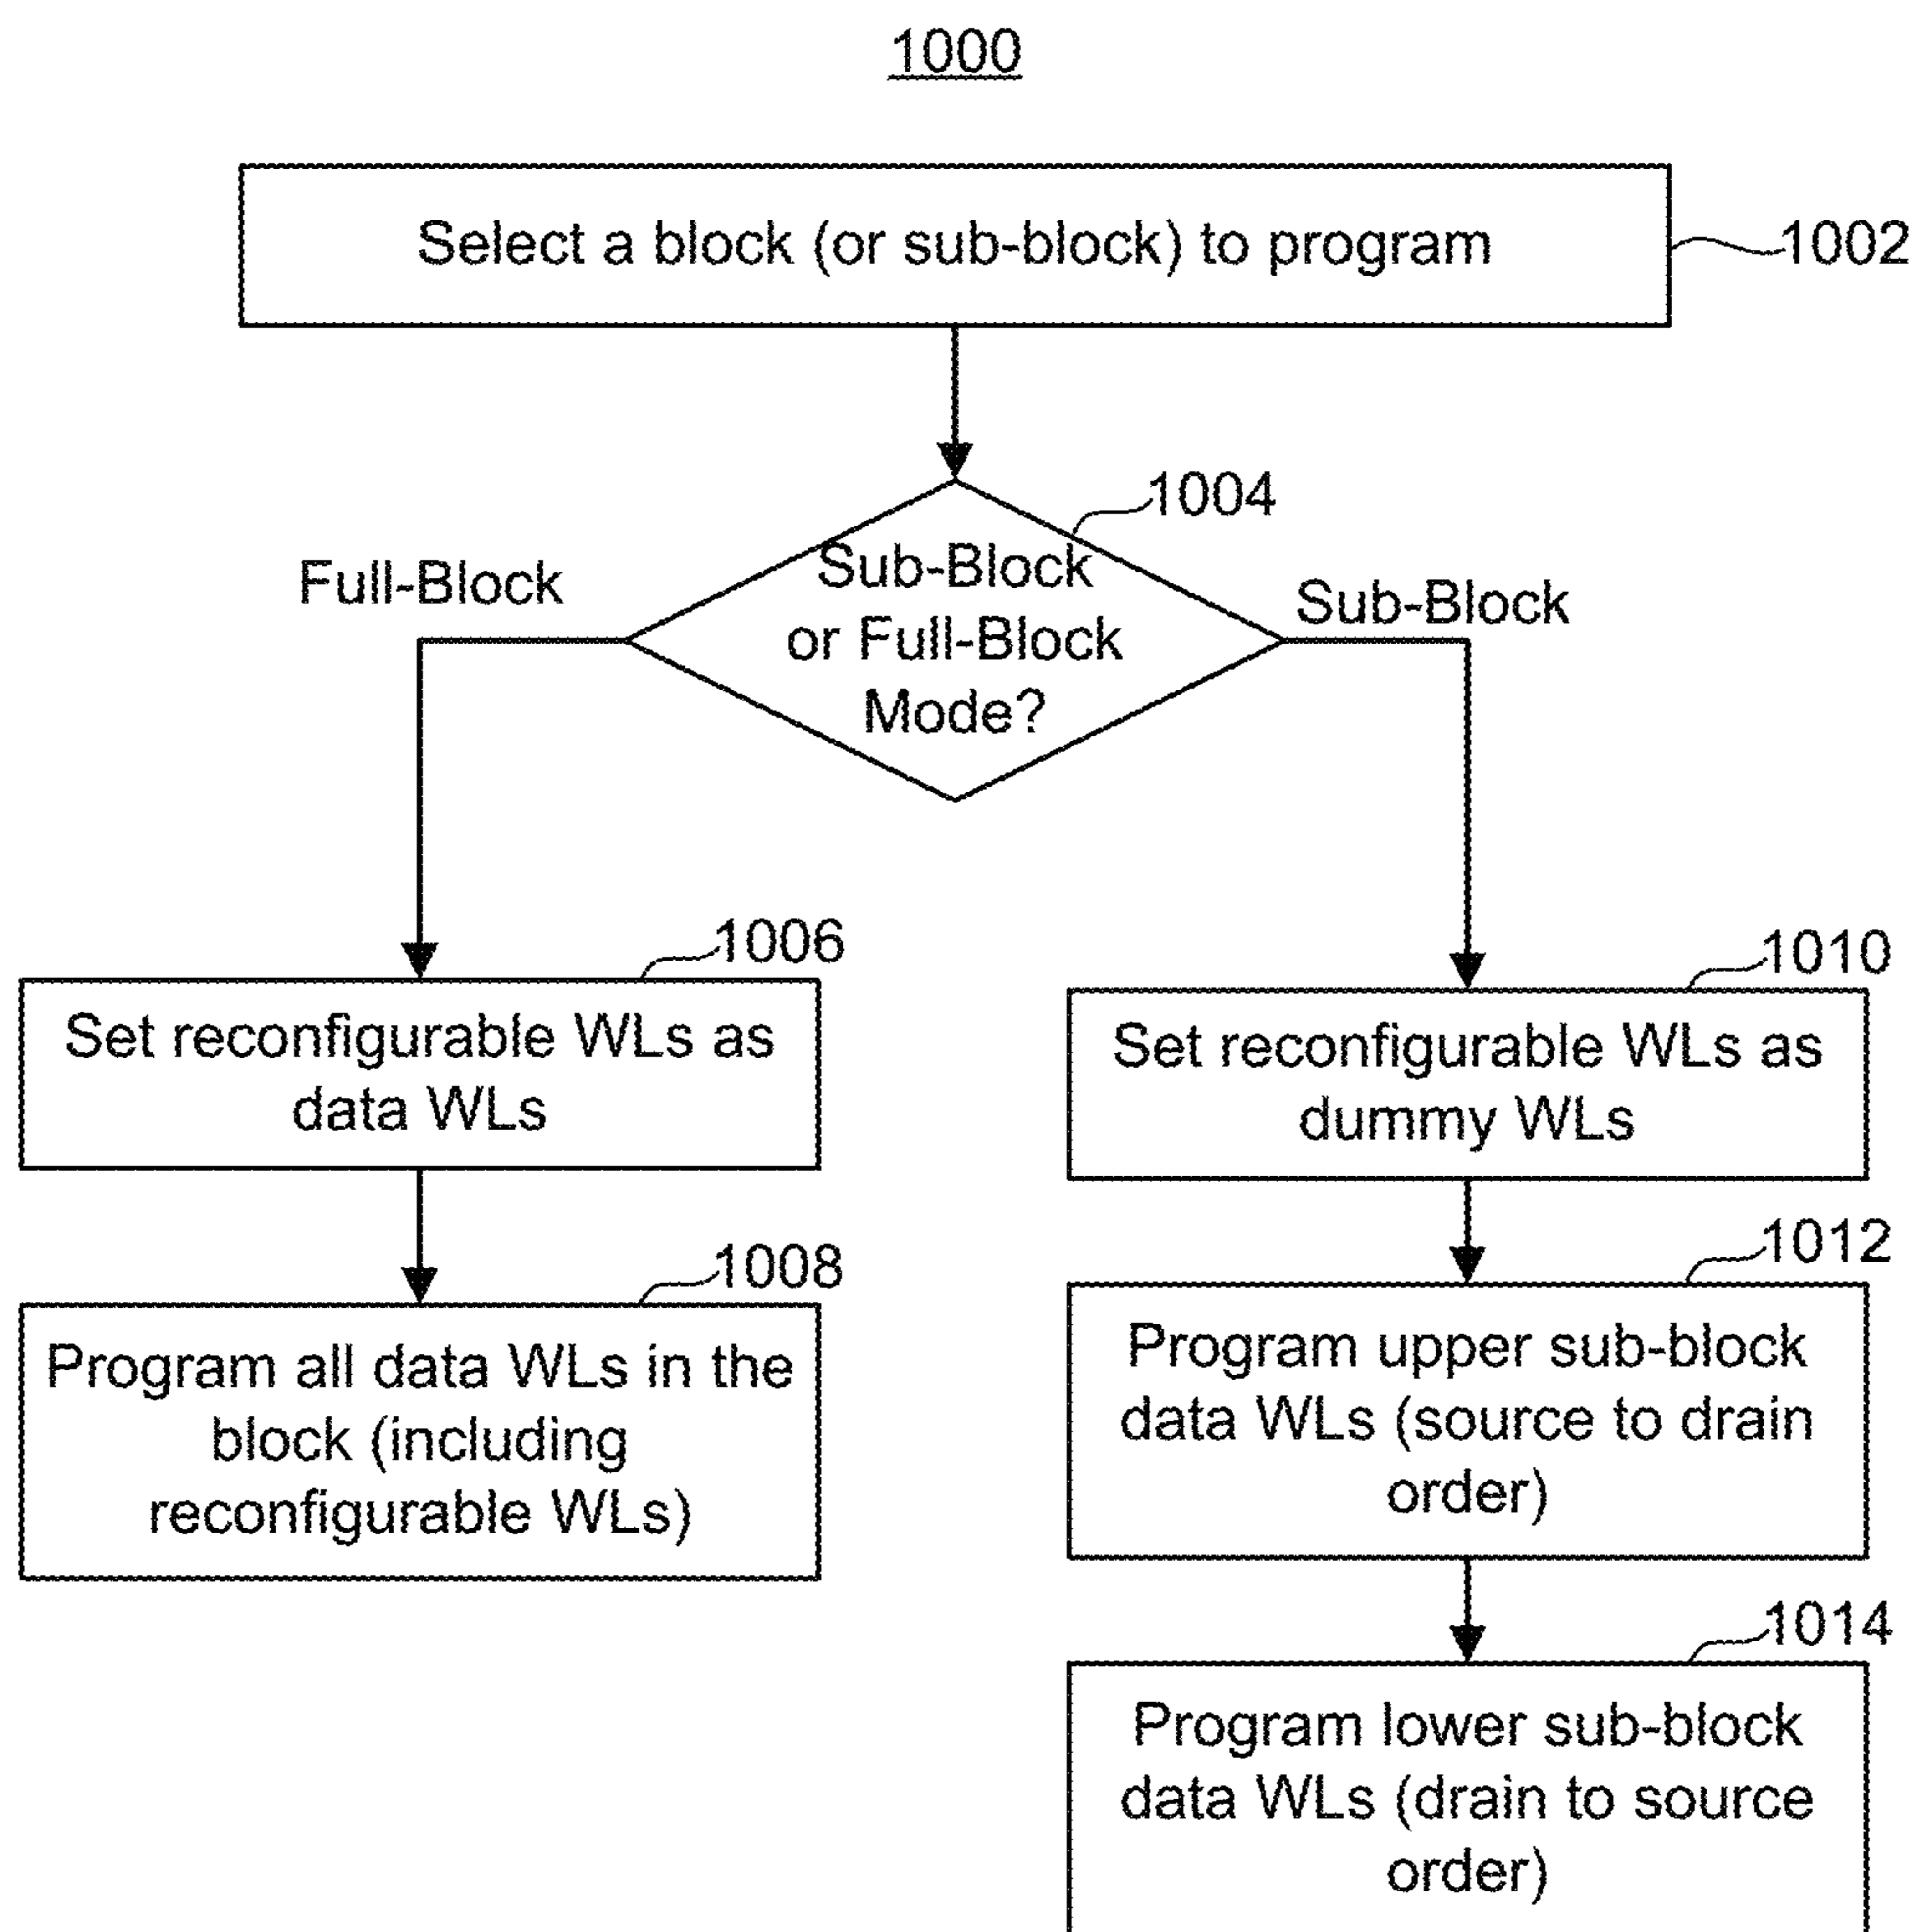 1000
Select a block (or sub-block) to program
1002
1004
Sub-Block
or Full-Block
Mode?
Full-Block
Sub-Block
1006
Set reconfigurable WLs as
data WLs
1008
Program all data WLs in the
block (including
reconfigurable WLs)
1010
Set reconfigurable WLs as
dummy WLs
1012
Program upper sub-block
data WLs (source to drain
order)
1014
Program lower sub-block
data WLs (drain to source
order)